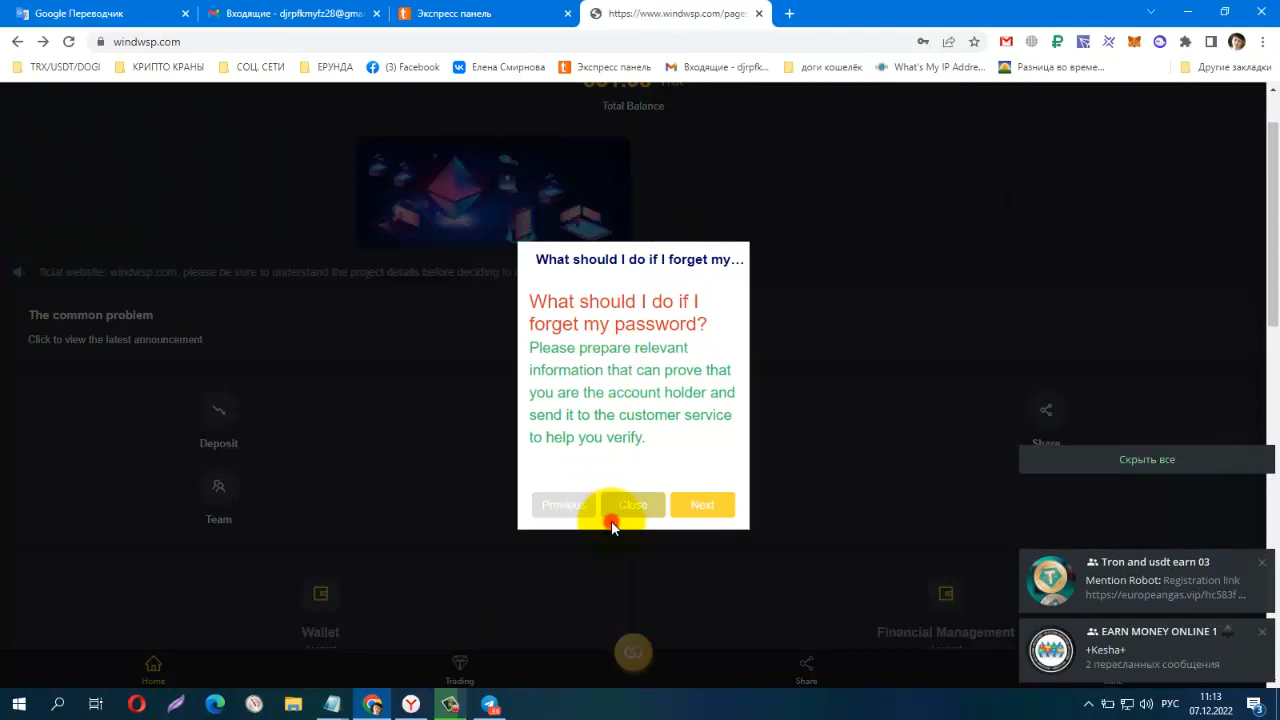 Google Переводчик
Входящие - djrpfkmyfz28@gmai
Экспресс панель
https://www.windwsp.com/page
windwsp.com
TRX/USDT/DOGI
КРИПТО КРАНЫ
СОЦ. СЕТИ
ЕРУНДА
(3) Facebook
Елена Смирнова
Экспресс панель
Входящие - djrpfk...
доги кошелёк
What's My IP Addre...
Разница во време...
Другие закладки
Total Balance
ficial website: windwsp.com, please be sure to understand the project details before deciding to
The common problem
Click to view the latest announcement
Deposit
Share
Team
Wallet
Financial Management
What should I do if I forget my...
What should I do if I
forget my password?
Please prepare relevant
information that can prove that
you are the account holder and
send it to the customer service
to help you verify.
Previous
Close
Next
Скрыть все
Tron and usdt earn 03
Mention Robot: Registration link
https://europeangas.vip/hc583f...
EARN MONEY ONLINE 1
+Kesha+
2 пересланных сообщения
Home
Trading
Share
РУС
11:13
07.12.2022